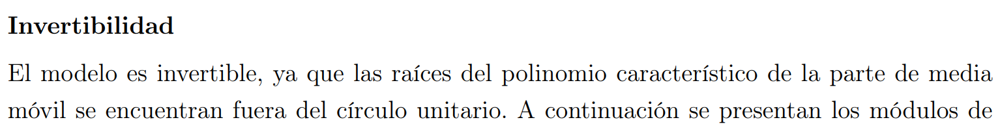 Invertibilidad
El modelo es invertible, ya que las raíces del polinomio característico de la parte de media
móvil se encuentran fuera del círculo unitario. A continuación se presentan los módulos de